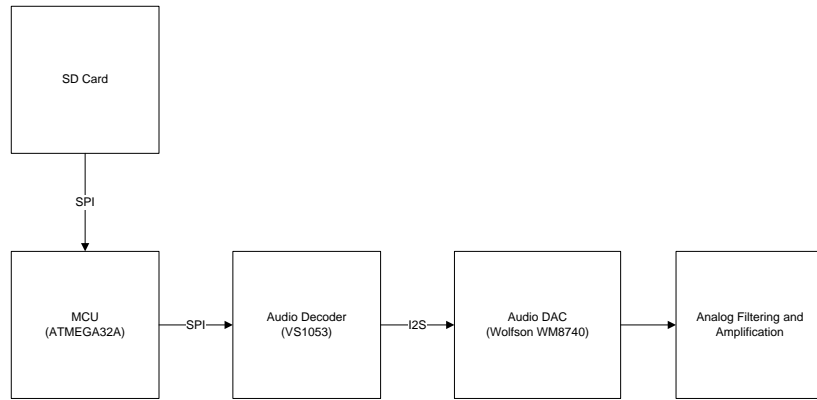 SD Card
SPI
MCU
(ATMEGA32A)
SPI
Audio Decoder
(VS1053)
I2S
Audio DAC
(Wolfson WM8740)
Analog Filtering and
Amplification